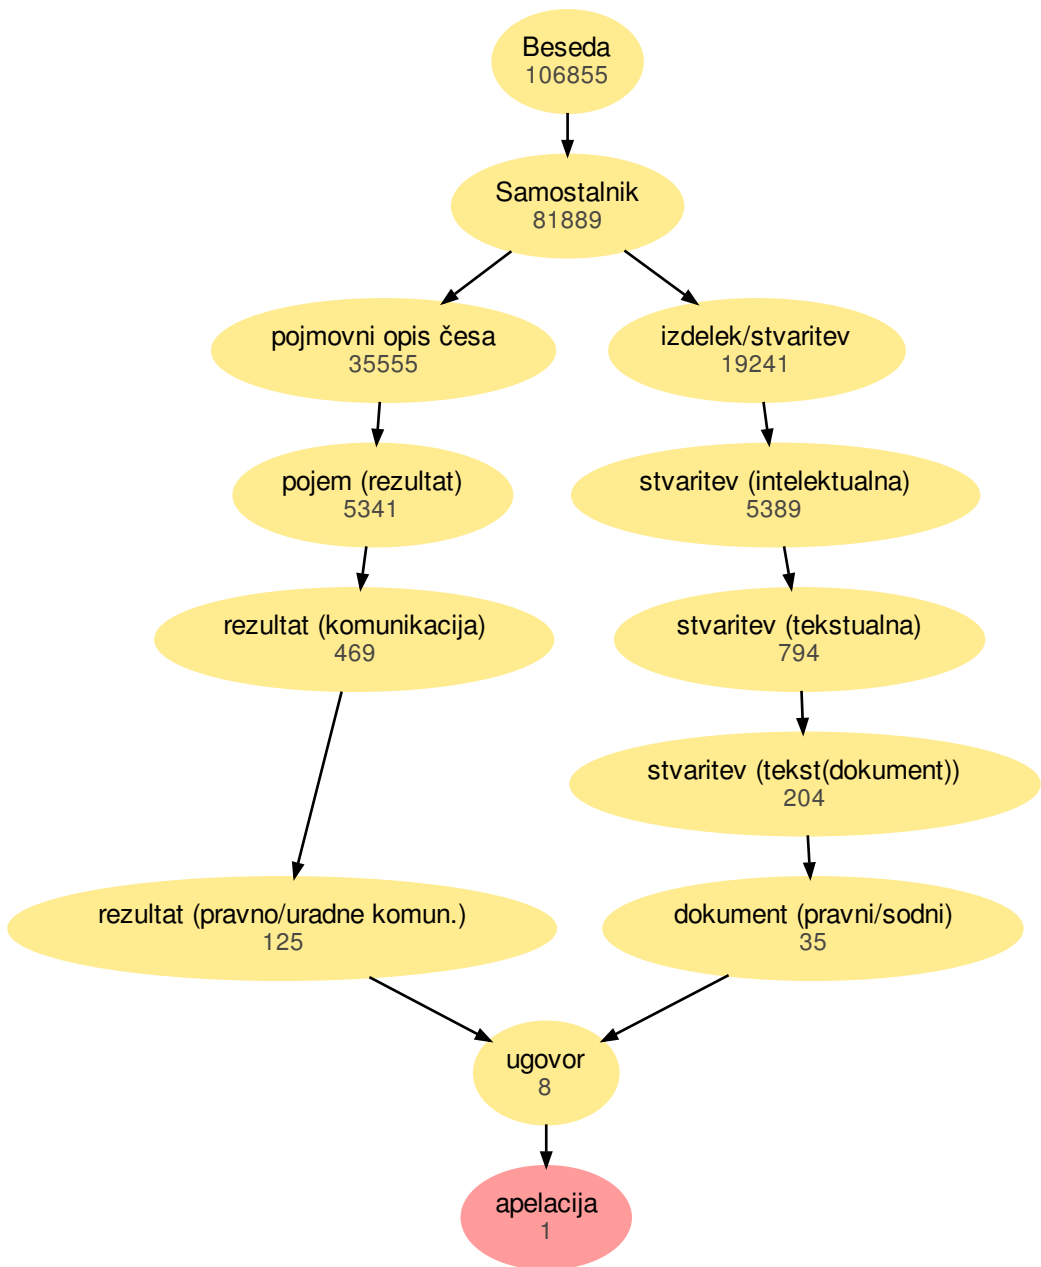 Beseda
106855
Samostalnik
81889
pojmovni opis česa
35555
izdelek/stvaritev
19241
pojem (rezultat)
5341
stvaritev (intelektualna)
5389
rezultat (komunikacija)
469
stvaritev (tekstualna)
794
stvaritev (tekst(dokument))
204
rezultat (pravno/uradne komun.)
125
dokument (pravni/sodni)
35
ugovor
8
apelacija
1